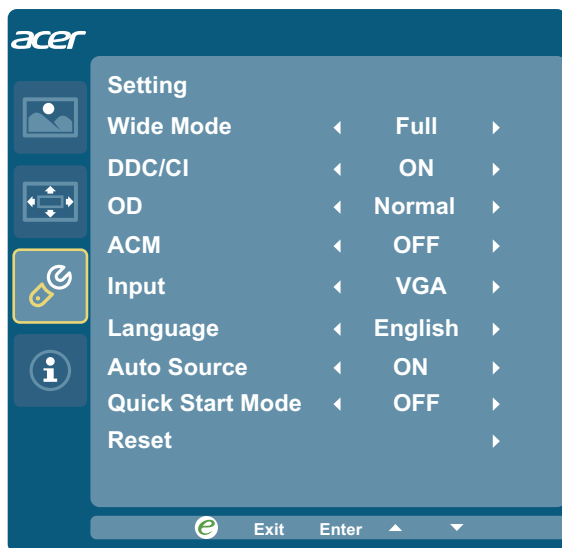 acer
Setting
Wide Mode Full
DDC/CI ON
OD Normal
ACM OFF
Input VGA
Language English
Auto Source ON
Quick Start Mode OFF
Reset
e Exit Enter